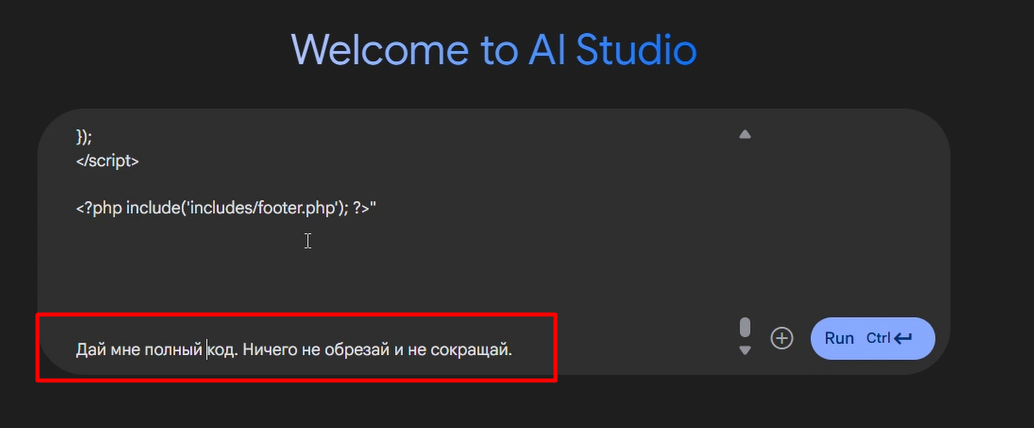 Welcome to AI Studio
});
</script>
<?php include('includes/footer.php'); ?>"
Дай мне полный код. Ничего не обрезай и не сокращай.
Run Ctrl↵